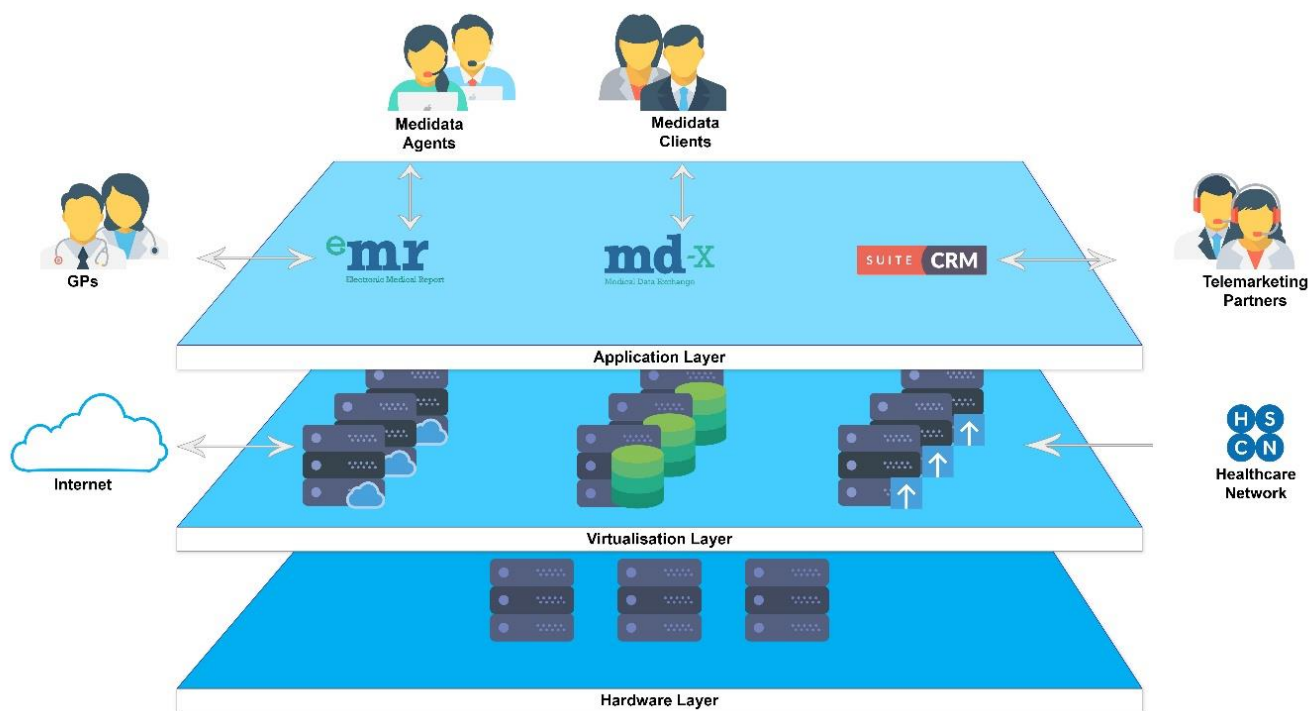 Medidata
Agents
Medidata
Clients
GPs
emr
Electronic Medical Report
md-x
Medical Data Exchange
SUITE CRM
Telemarketing
Partners
Application Layer
Internet
H S
C N
Healthcare
Network
Virtualisation Layer
Hardware Layer